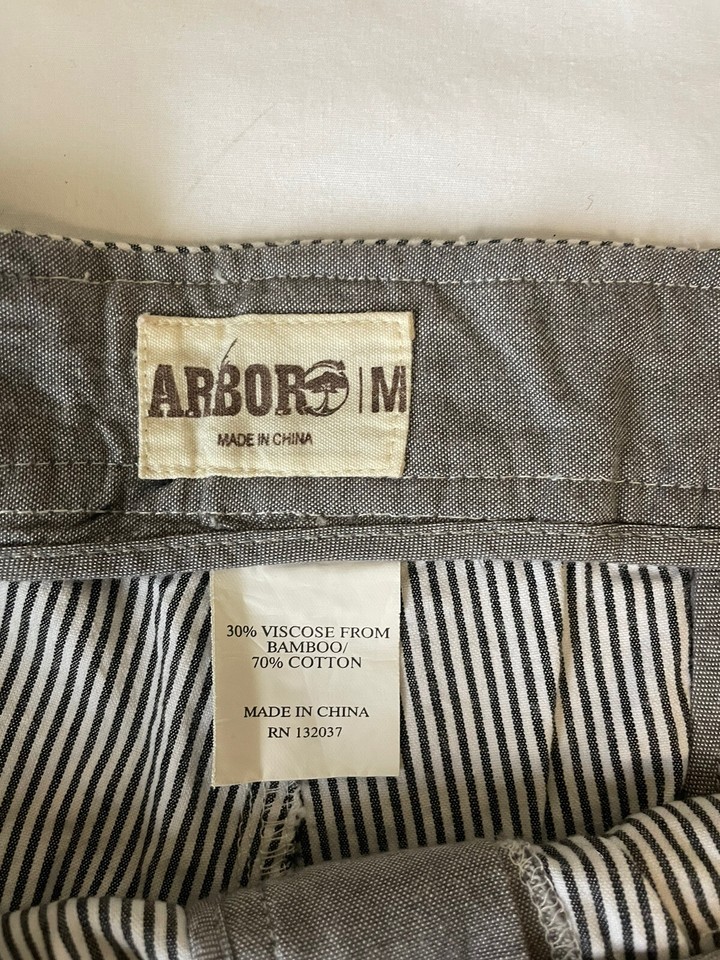 ARBOR | M
MADE IN CHINA
30% VISCOSE FROM
BAMBOO/
70% COTTON
MADE IN CHINA
RN 132037